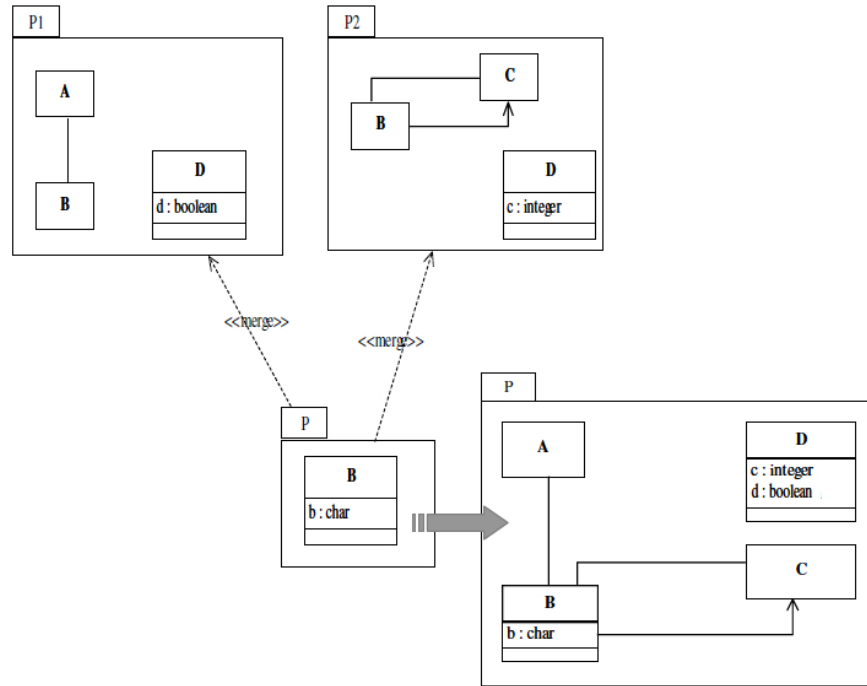 P1
A
B
D
d : boolean
P2
C
B
D
c : integer
<<merge>>
<<merge>>
P
B
b : char
P
A
D
c : integer
d : boolean
C
B
b : char